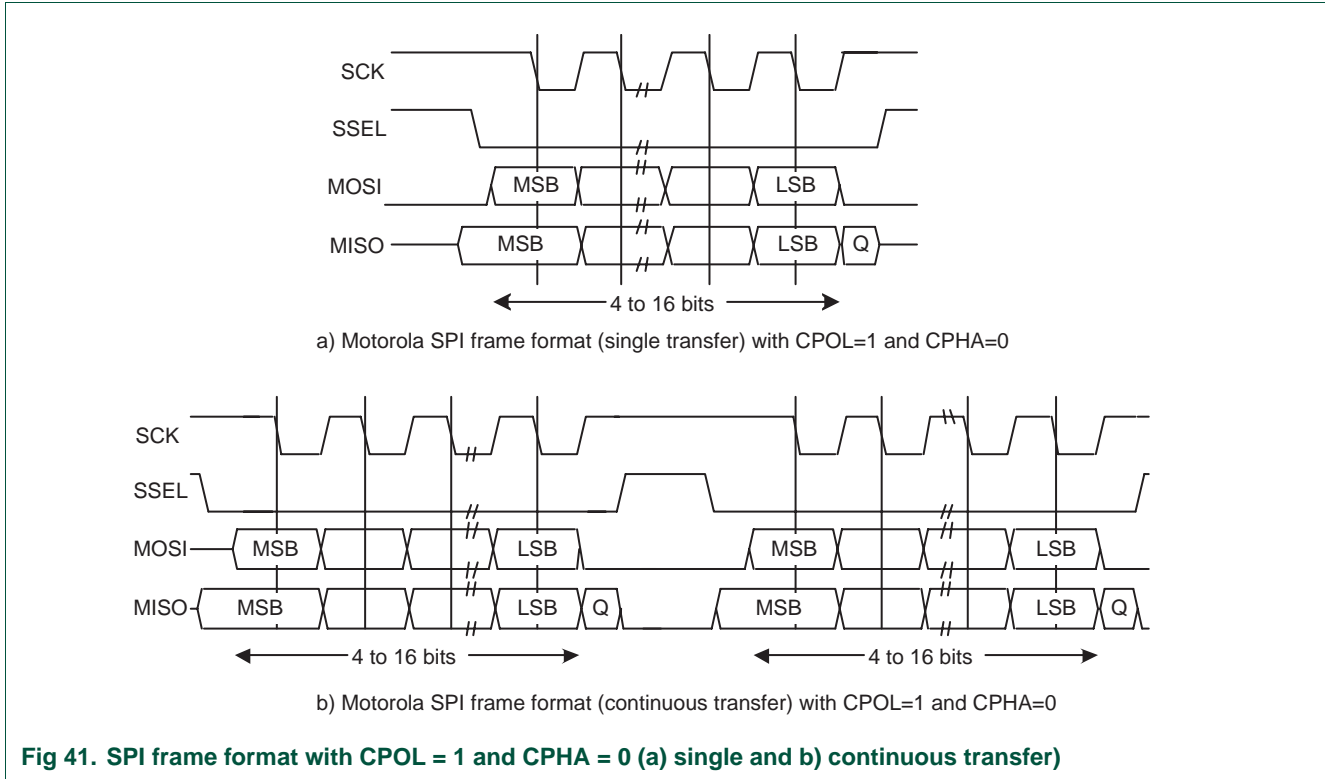 SCK
SSEL
MOSI MSB LSB
MISO MSB LSB Q
4 to 16 bits
a) Motorola SPI frame format (single transfer) with CPOL=1 and CPHA=0
SCK
SSEL
MOSI MSB LSB MSB LSB
MISO MSB LSB Q MSB LSB Q
4 to 16 bits 4 to 16 bits
b) Motorola SPI frame format (continuous transfer) with CPOL=1 and CPHA=0
Fig 41. SPI frame format with CPOL = 1 and CPHA = 0 (a) single and b) continuous transfer)